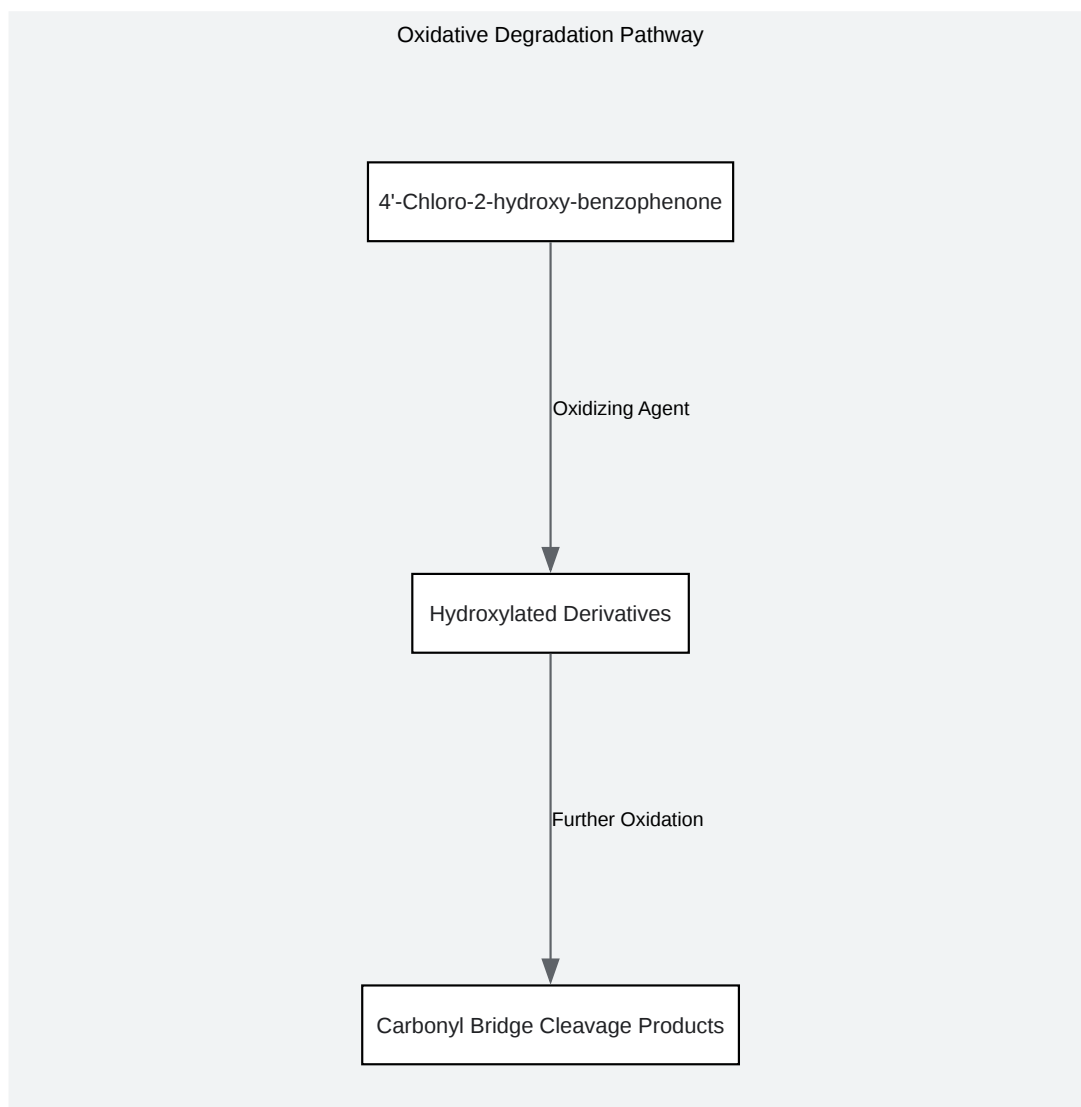 Oxidative Degradation Pathway
4'-Chloro-2-hydroxy-benzophenone
Oxidizing Agent
Hydroxylated Derivatives
Further Oxidation
Carbonyl Bridge Cleavage Products